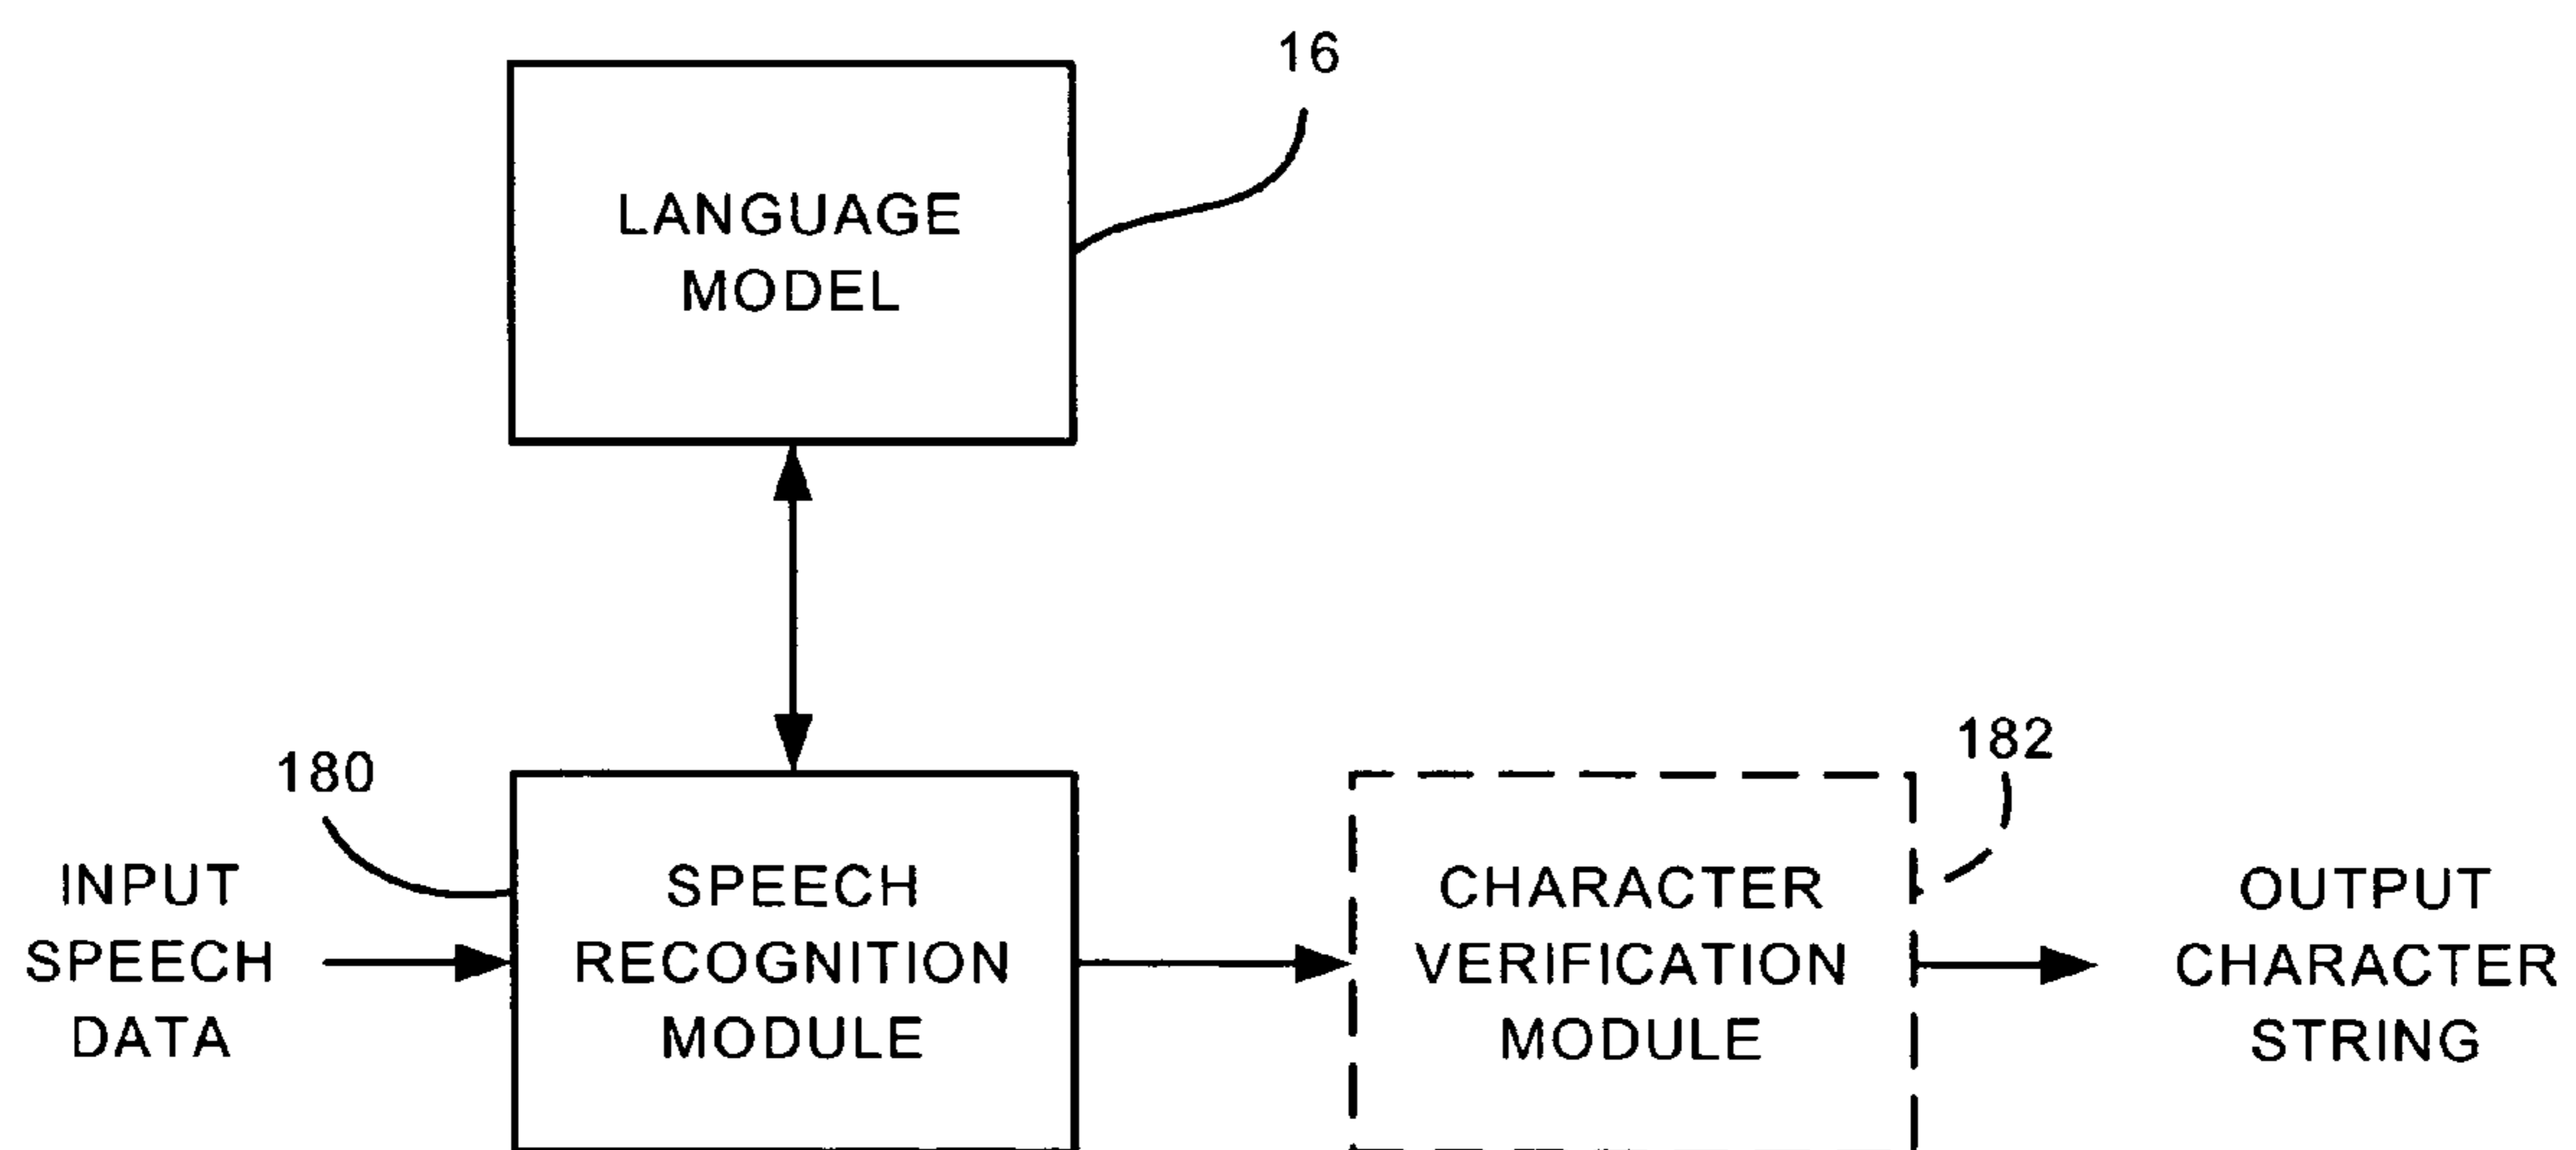 16
LANGUAGE
MODEL
180
182
INPUT
SPEECH
DATA
SPEECH
RECOGNITION
MODULE
CHARACTER
VERIFICATION
MODULE
OUTPUT
CHARACTER
STRING